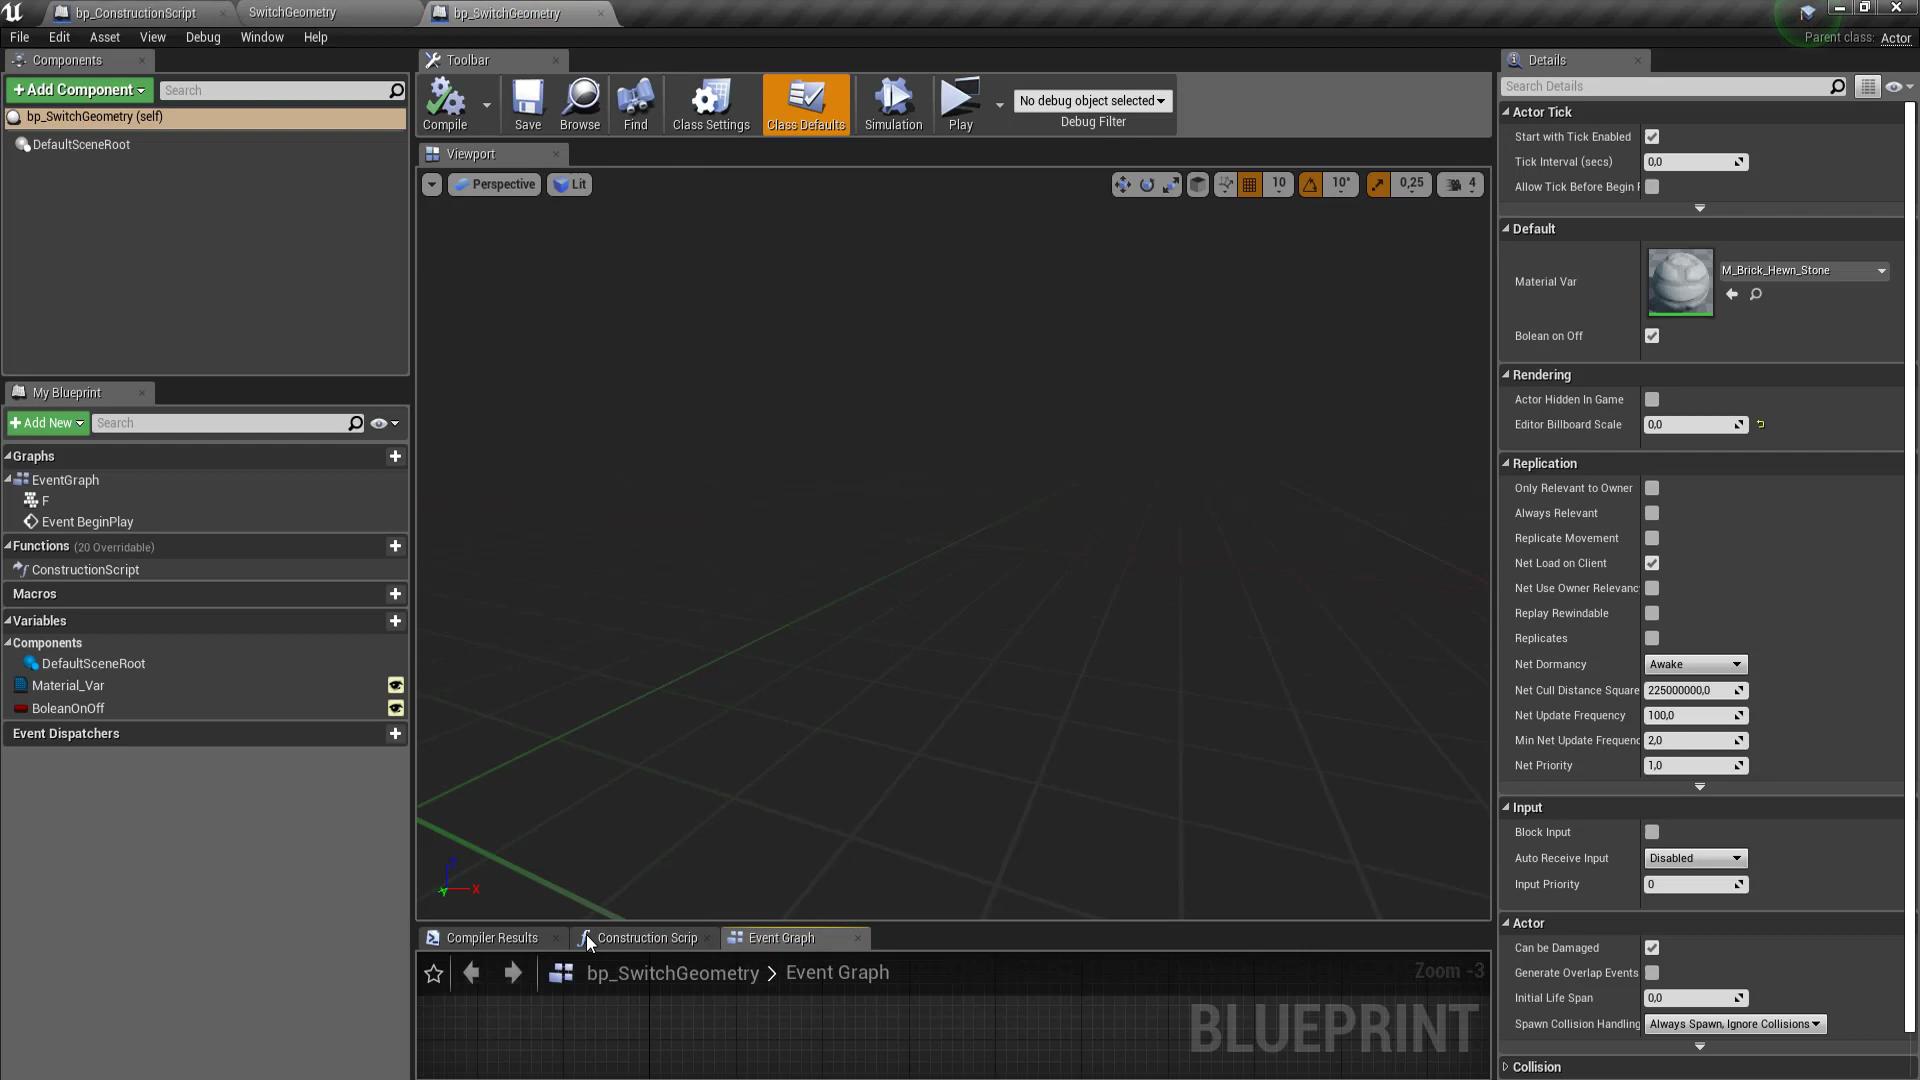 bp_ConstructionScript
SwitchGeometry
bp_SwitchGeometry
Parent class: Actor
File Edit Asset View Debug Window Help
Components
+ Add Component
Search
bp_SwitchGeometry (self)
DefaultSceneRoot
Toolbar
Compile
Save
Browse
Find
Class Settings
Class Defaults
Simulation
Play
No debug object selected
Debug Filter
Viewport
Perspective
Lit
10
10°
0,25
4
X
My Blueprint
+ Add New
Search
Graphs
EventGraph
F
Event BeginPlay
Functions (20 Overridable)
ConstructionScript
Macros
Variables
Components
DefaultSceneRoot
Material_Var
BoleanOnOff
Event Dispatchers
Compiler Results
Construction Scrip
Event Graph
bp_SwitchGeometry > Event Graph
Zoom -3
BLUEPRINT
Details
Search Details
Actor Tick
Start with Tick Enabled
Tick Interval (secs) 0,0
Allow Tick Before Begin
Default
Material Var
M_Brick_Hewn_Stone
Bolean on Off
Rendering
Actor Hidden In Game
Editor Billboard Scale 0,0
Replication
Only Relevant to Owner
Always Relevant
Replicate Movement
Net Load on Client
Net Use Owner Relevanc
Replay Rewindable
Replicates
Net Dormancy Awake
Net Cull Distance Square 225000000,0
Net Update Frequency 100,0
Min Net Update Frequenc 2,0
Net Priority 1,0
Input
Block Input
Auto Receive Input Disabled
Input Priority 0
Actor
Can be Damaged
Generate Overlap Events
Initial Life Span 0,0
Spawn Collision Handling Always Spawn, Ignore Collisions
Collision